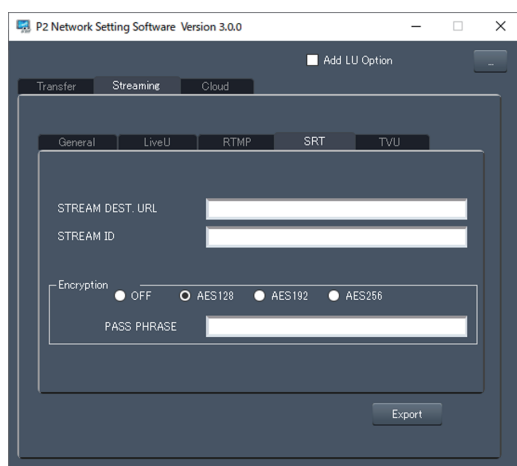 P2 Network Setting Software Version 3.0.0
Add LU Option
...
Transfer Streaming Cloud
General LiveU RTMP SRT TVU
STREAM DEST. URL
STREAM ID
Encryption
OFF AES128 AES192 AES256
PASS PHRASE
Export